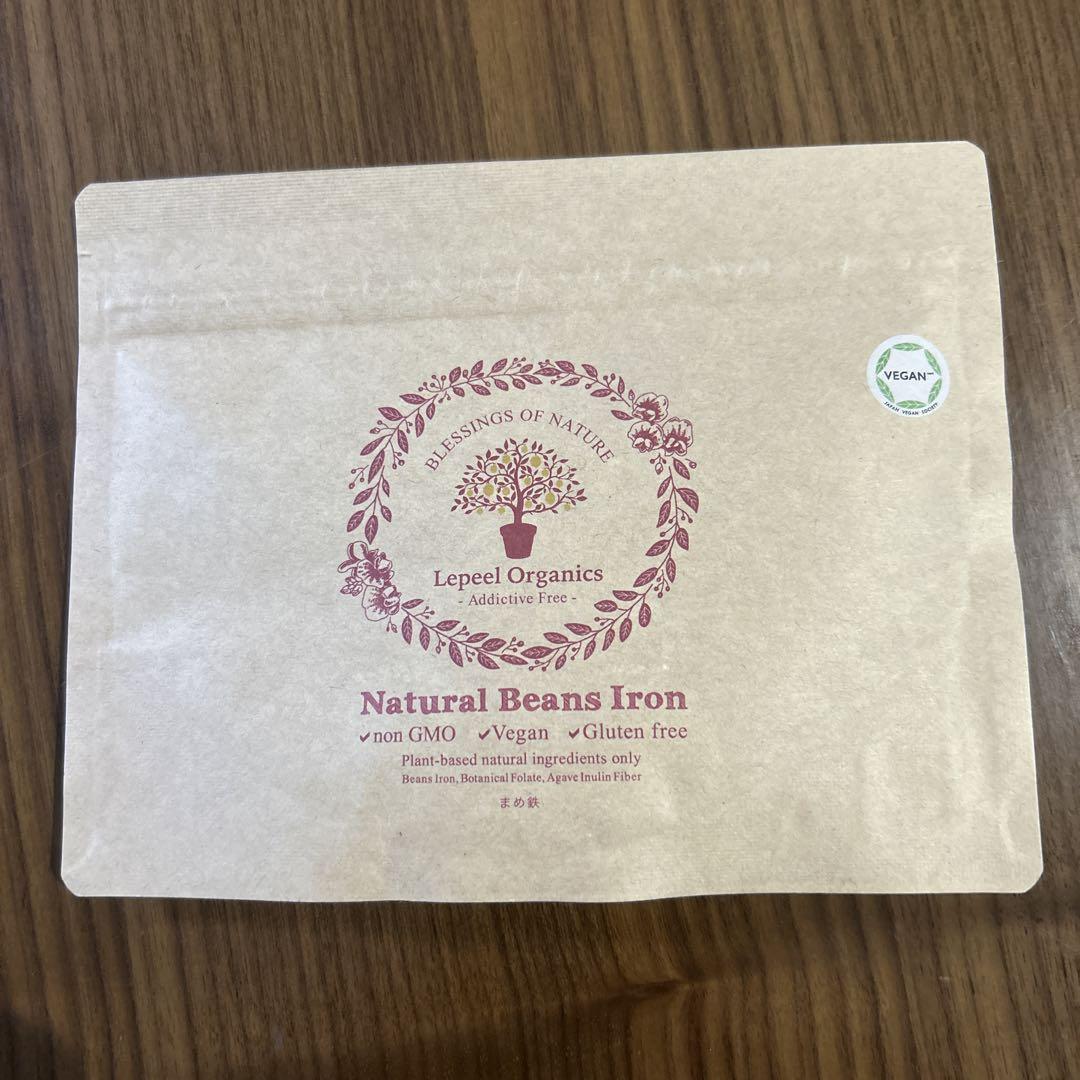 BLESSINGS OF NATURE
VEGAN
JAPAN VEGAN SOCIETY
Lepeel Organics
- Addictive Free -
Natural Beans Iron
✓non GMO ✓Vegan ✓Gluten free
Plant-based natural ingredients only
Beans Iron, Botanical Folate, Agave Inulin Fiber
まめ鉄